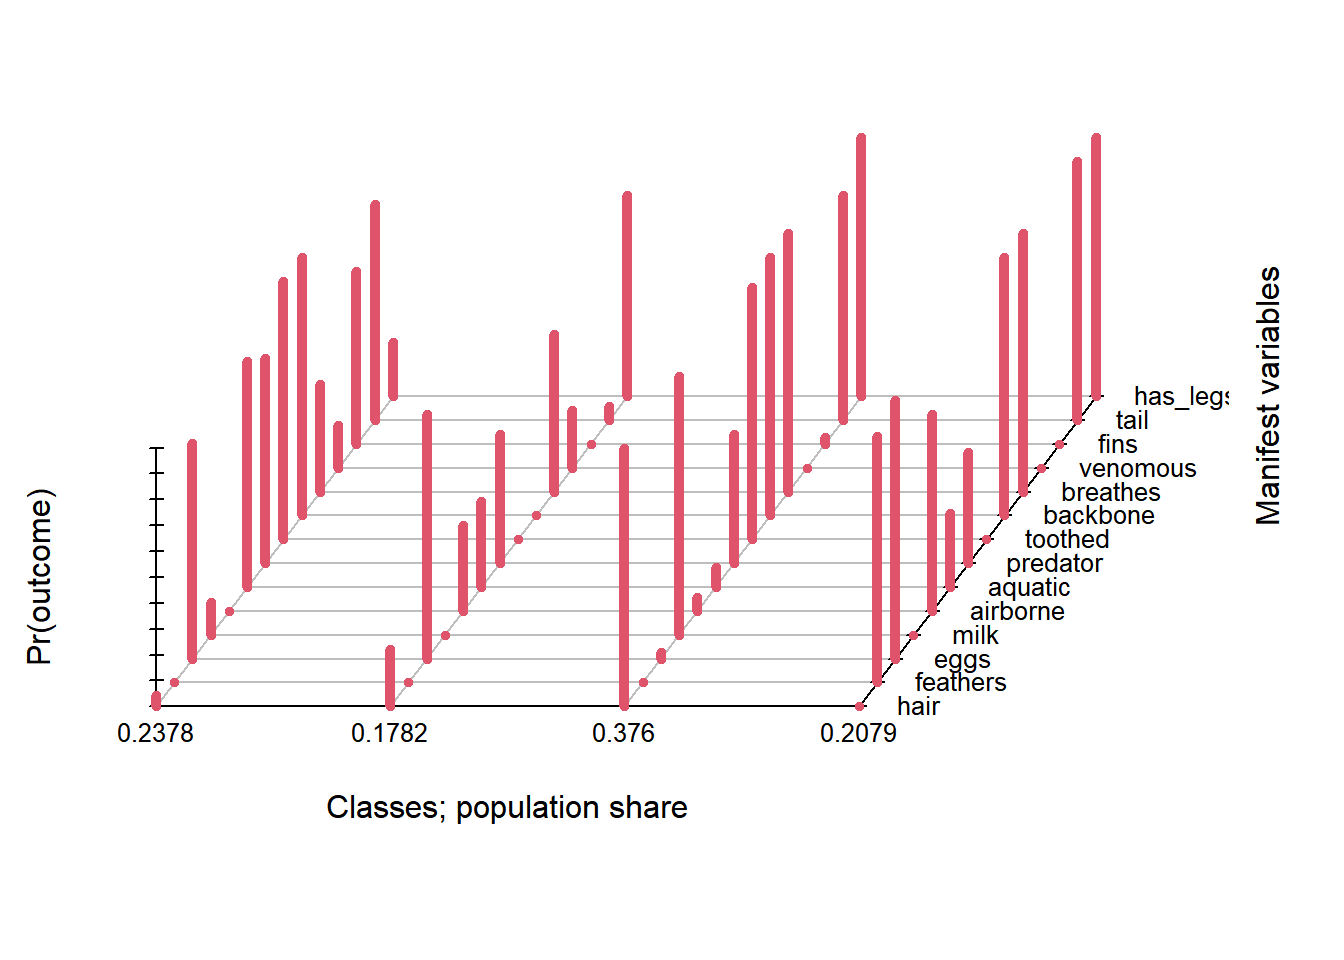 has_legs
tail
fins
venomous
breathes
backbone
toothed
predator
aquatic
airborne
milk
eggs
feathers
hair
Manifest variables
Pr(outcome)
0.2378 0.1782 0.376 0.2079
Classes; population share